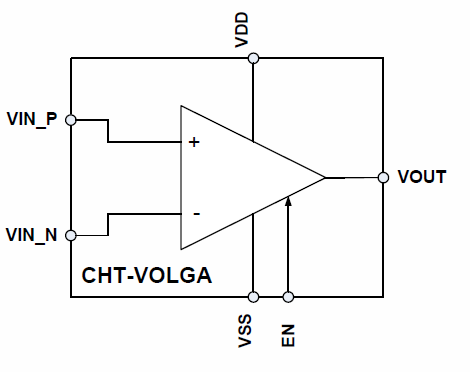 VDD
VIN_P
+
VOUT
-
VIN_N
CHT-VOLGA
VSS
EN